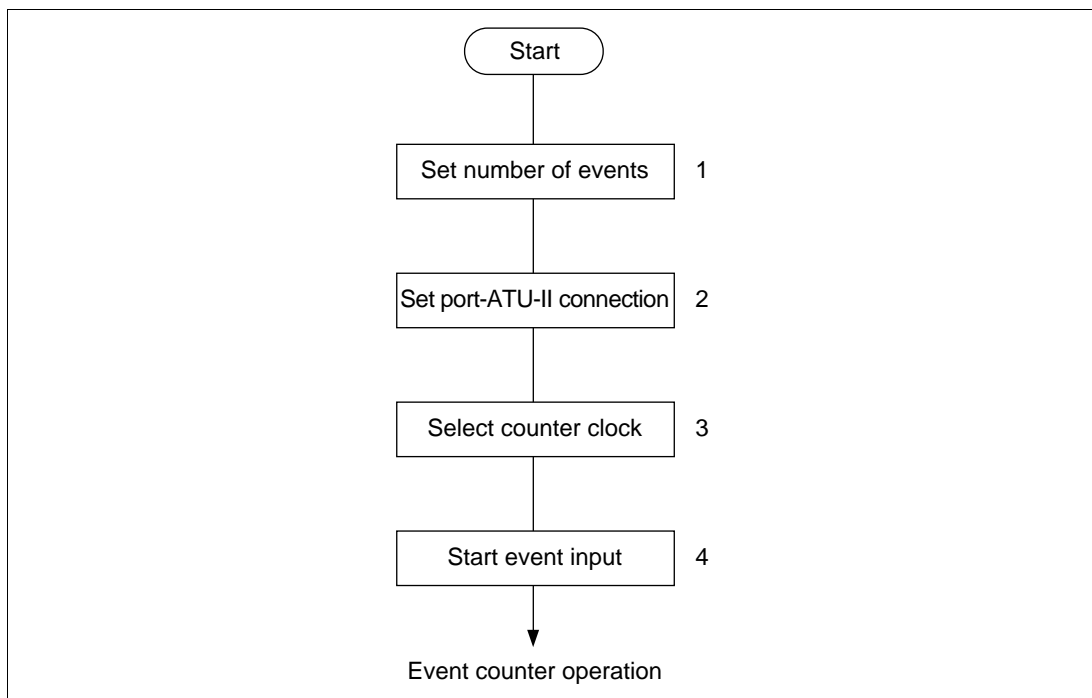 Start
Set number of events 1
Set port-ATU-II connection 2
Select counter clock 3
Start event input 4
Event counter operation